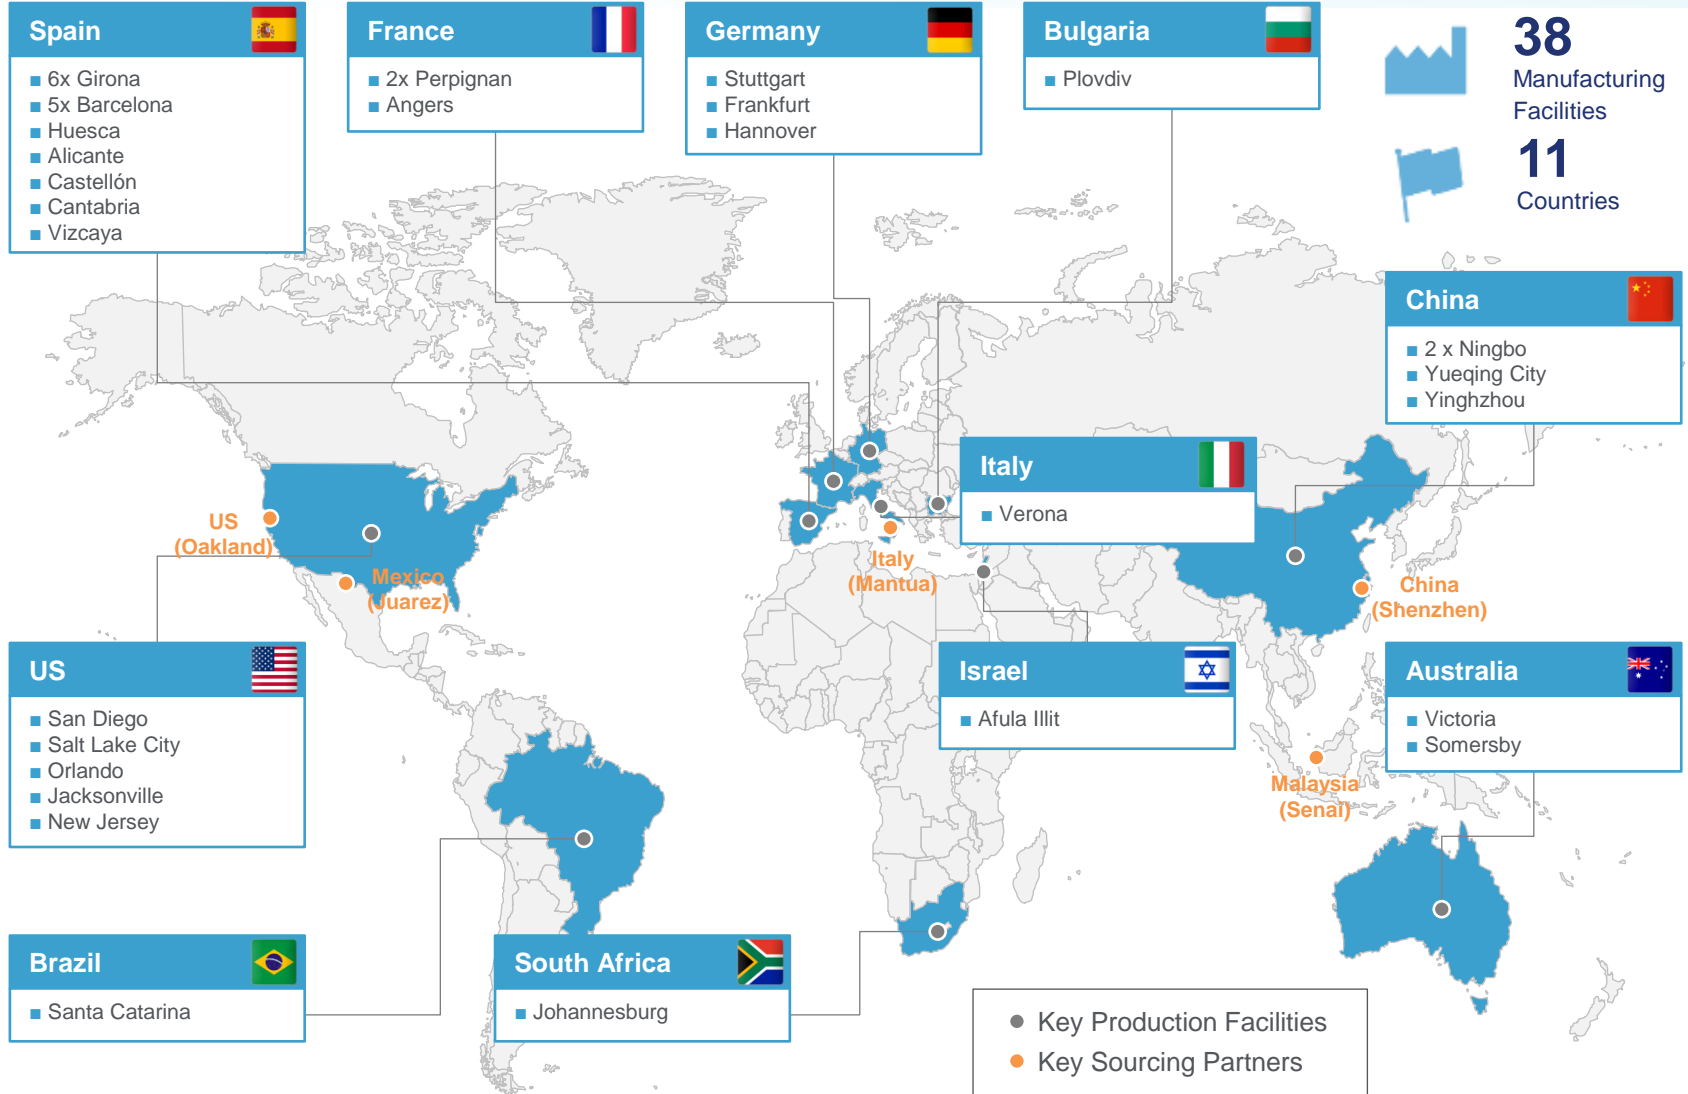 Spain
6x Girona
5x Barcelona
Huesca
Alicante
Castellón
Cantabria
Vizcaya
France
2x Perpignan
Angers
Germany
Stuttgart
Frankfurt
Hannover
Bulgaria
Plovdiv
38
Manufacturing
Facilities
11
Countries
China
2 x Ningbo
Yueqing City
Yinghzhou
Italy
Verona
US
(Oakland)
Mexico
(Juarez)
Italy
(Mantua)
China
(Shenzhen)
US
San Diego
Salt Lake City
Orlando
Jacksonville
New Jersey
Israel
Afula Illit
Australia
Victoria
Somersby
Malaysia
(Senai)
Brazil
Santa Catarina
South Africa
Johannesburg
Key Production Facilities
Key Sourcing Partners